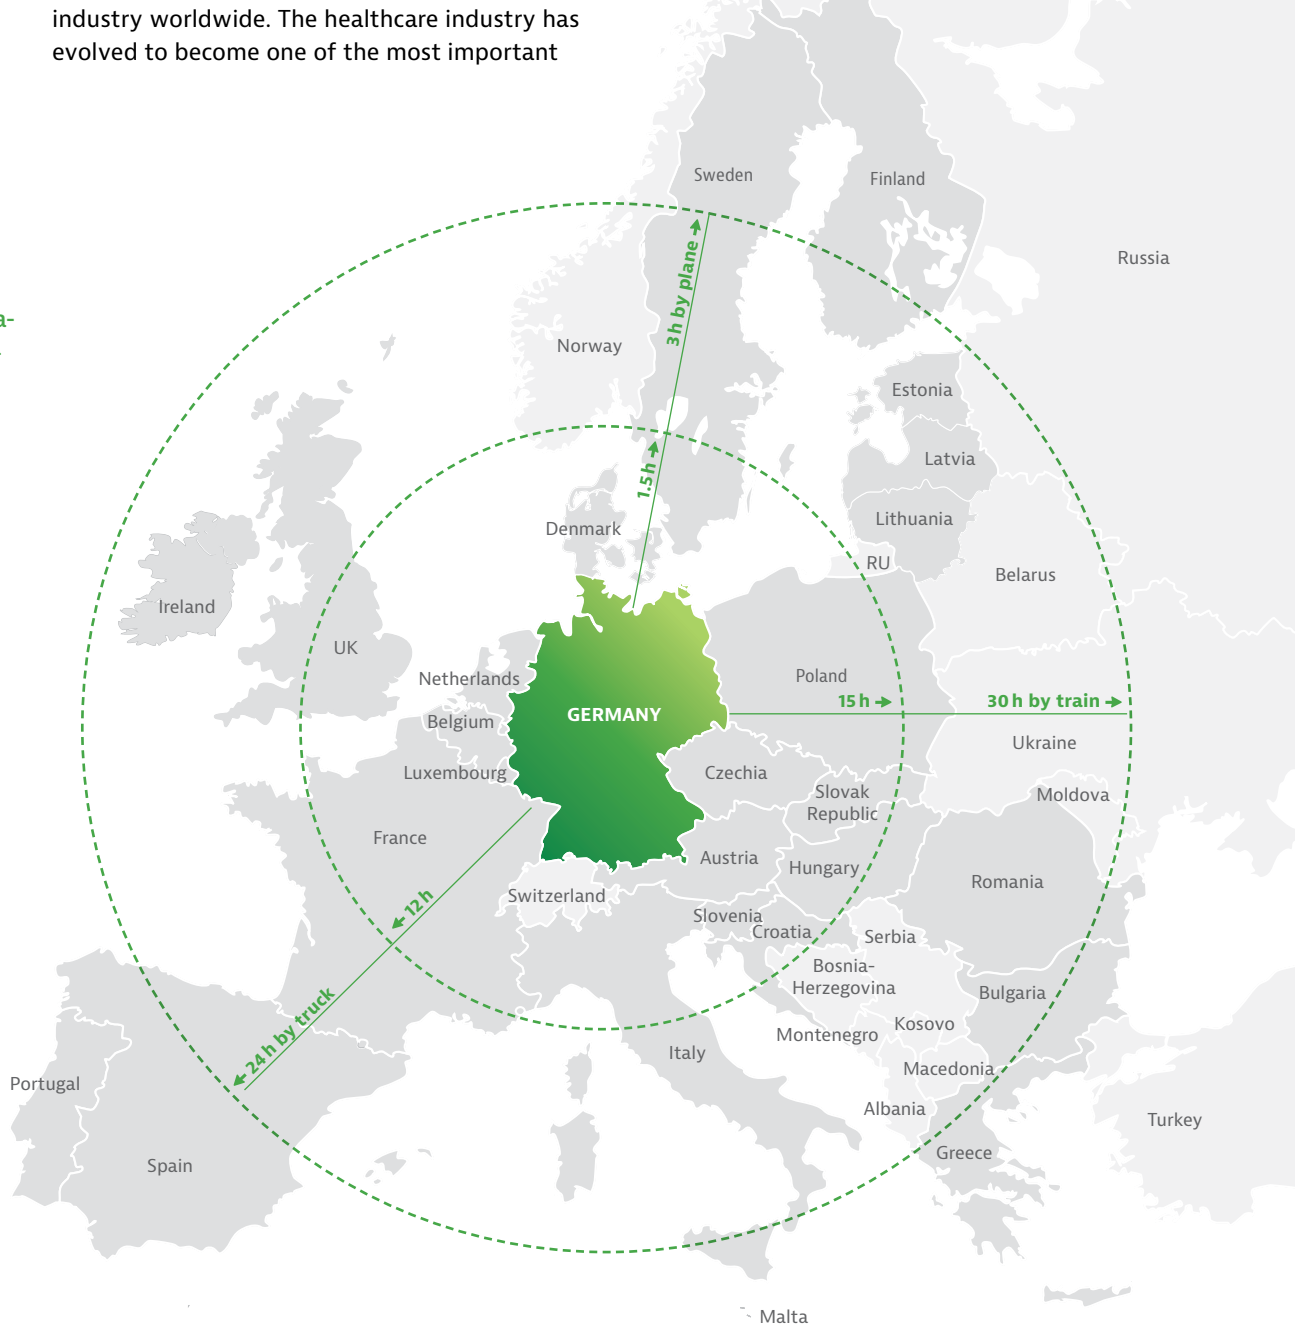 industry worldwide. The healthcare industry has
evolved to become one of the most important
a-
Sweden
Finland
Russia
3 h by plane
Norway
Estonia
Latvia
1.5 h
Lithuania
Denmark
RU
Belarus
Ireland
UK
Netherlands
Poland
15 h
30 h by train
GERMANY
Belgium
Ukraine
Luxembourg
Czechia
Slovak
Republic
Moldova
France
Austria
Hungary
Romania
Switzerland
12 h
Slovenia
Croatia
Serbia
Bosnia-
Herzegovina
Bulgaria
24 h by truck
Kosovo
Montenegro
Italy
Macedonia
Portugal
Albania
Turkey
Greece
Spain
Malta